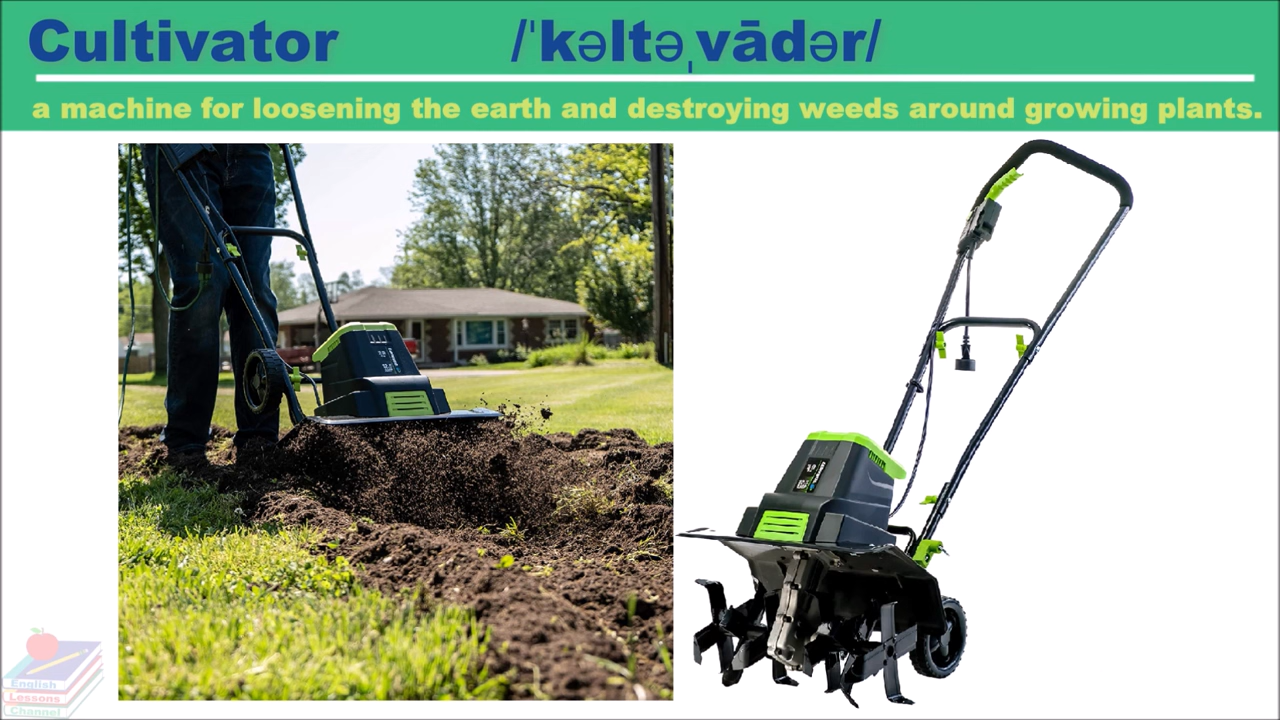 Cultivator /ˈkəltəˌvādər/
a machine for loosening the earth and destroying weeds around growing plants.
English
Lessons
Channel